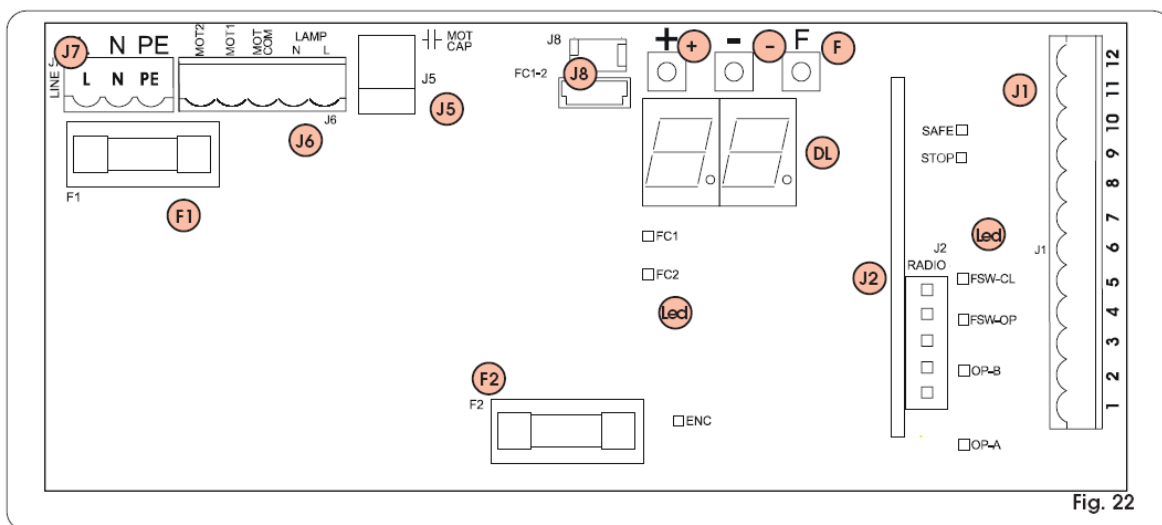 J7
N PE
LINE
L N PE
MOT2
MOT1
MOT COM
LAMP
N L
J6
J6
MOT CAP
J5
J5
J8
FC1-2
J8
+ +
- -
F F
DL
F1
F1
FC1
FC2
Led
F2
F2
ENC
SAFE
STOP
Led
J2
RADIO
J2
FSW-CL
FSW-OP
OP-B
OP-A
J1
J1
12
11
10
9
8
7
6
5
4
3
2
1
Fig. 22